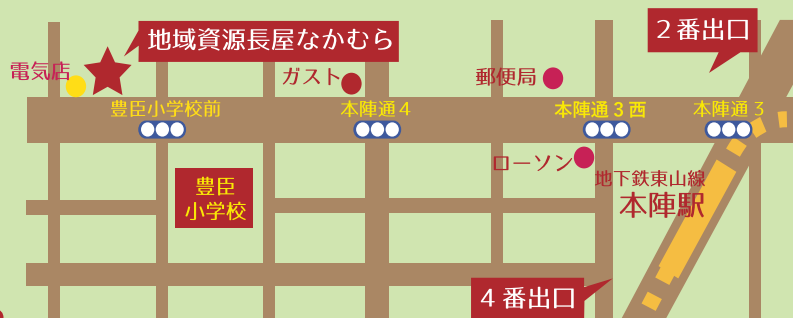 ２番出口
地域資源長屋なかむら
電気店
ガスト
郵便局
豊臣小学校前
本陣通４
本陣通３西
本陣通３
ローソン
地下鉄東山線
本陣駅
豊臣
小学校
４番出口